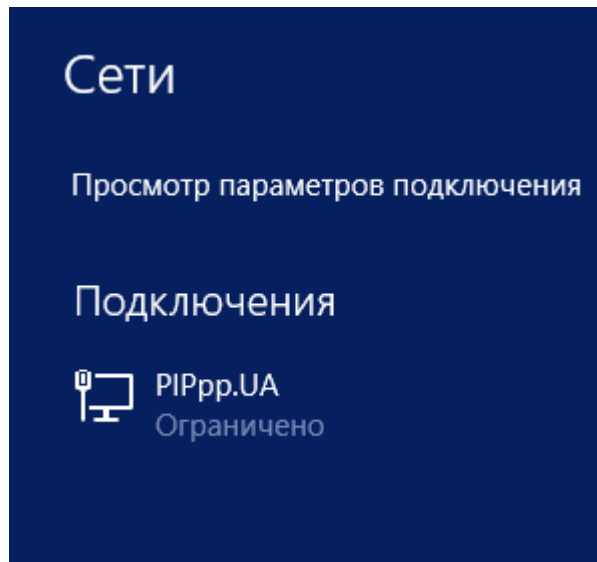 Сети
Просмотр параметров подключения
Подключения
PIPpp.UA
Ограничено